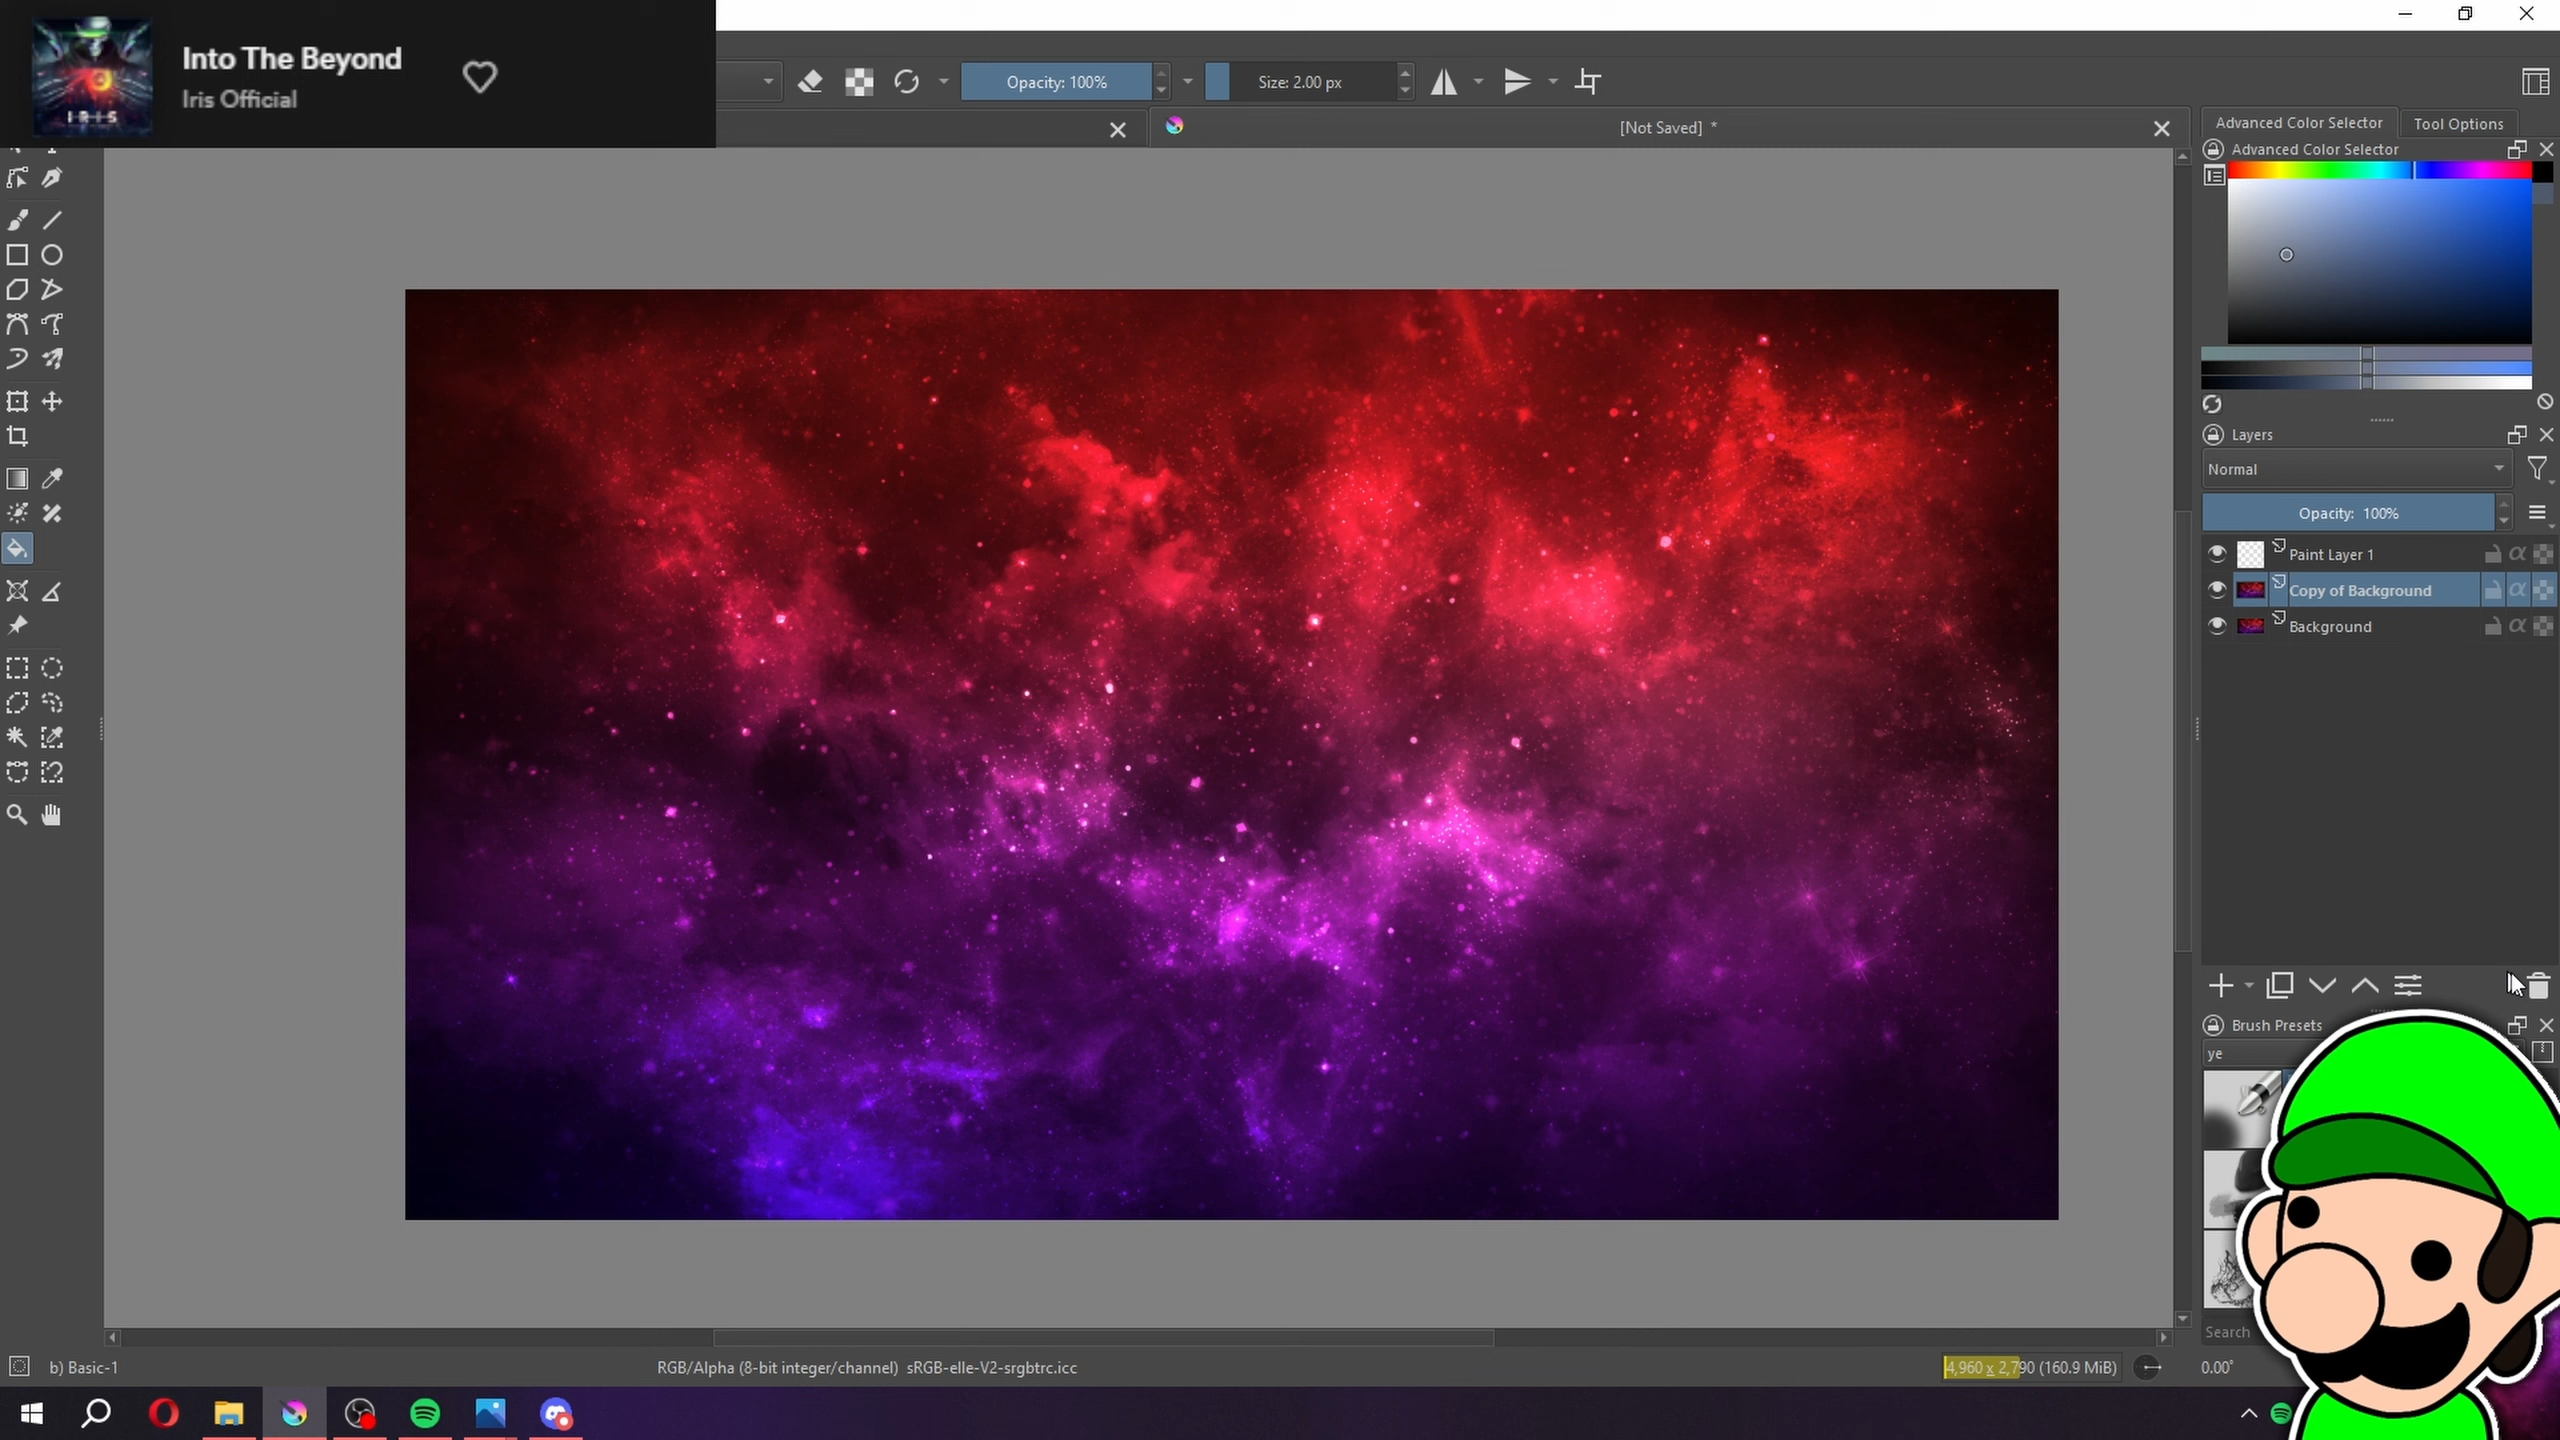 Into The Beyond
Iris Official
IRIS
Opacity: 100%
Size: 2.00 px
[Not Saved] *
Advanced Color Selector
Tool Options
Advanced Color Selector
Layers
Normal
Opacity: 100%
Paint Layer 1
Copy of Background
Background
Brush Presets
ye
Search
b) Basic-1
RGB/Alpha (8-bit integer/channel) sRGB-elle-V2-srgbtrc.icc
4,960 x 2,790 (160.9 MiB)
0.00°